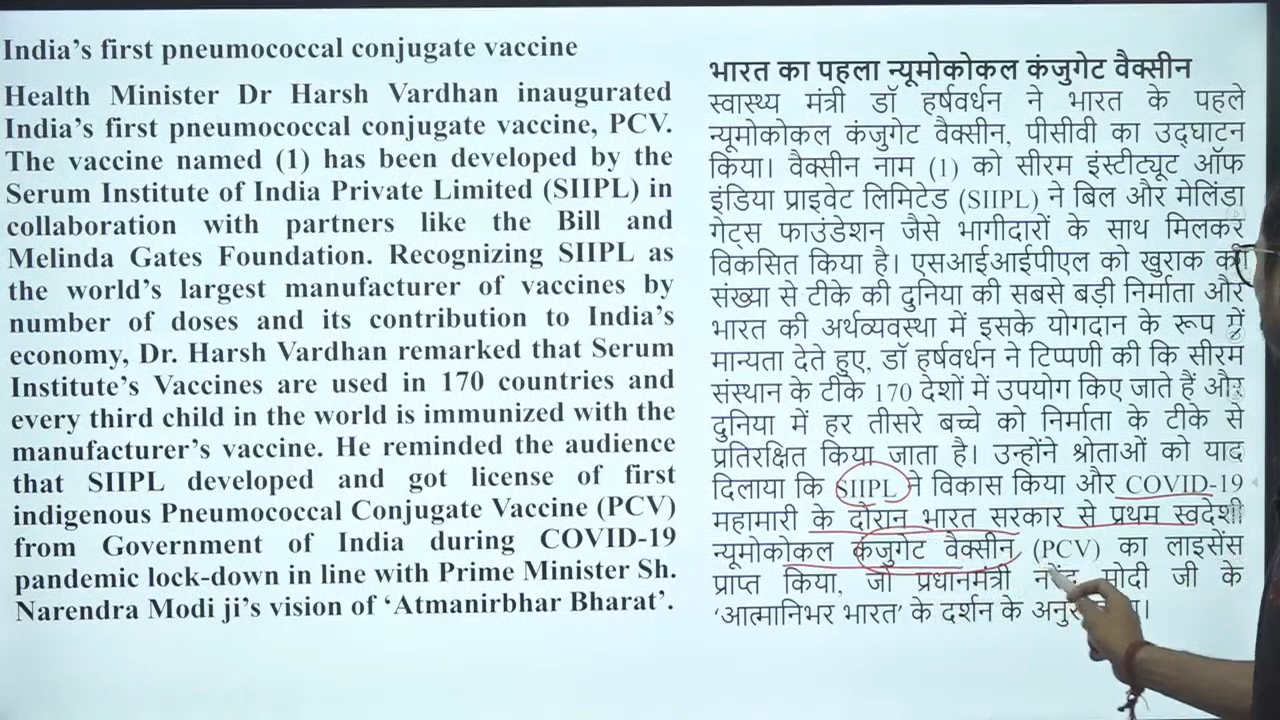 India's first pneumococcal conjugate vaccine
Health Minister Dr Harsh Vardhan inaugurated
India's first pneumococcal conjugate vaccine, PCV.
The vaccine named (1) has been developed by the
Serum Institute of India Private Limited (SIIPL) in
collaboration with partners like the Bill and
Melinda Gates Foundation. Recognizing SIIPL as
the world's largest manufacturer of vaccines by
number of doses and its contribution to India's
economy, Dr. Harsh Vardhan remarked that Serum
Institute's Vaccines are used in 170 countries and
every third child in the world is immunized with the
manufacturer's vaccine. He reminded the audience
that SIIPL developed and got license of first
indigenous Pneumococcal Conjugate Vaccine (PCV)
from Government of India during COVID-19
pandemic lock-down in line with Prime Minister Sh.
Narendra Modi ji's vision of 'Atmanirbhar Bharat'.
भारत का पहला न्यूमोकोकल कंजुगेट वैक्सीन
स्वास्थ्य मंत्री डॉ हर्षवर्धन ने भारत के पहले
न्यूमोकोकल कंजुगेट वैक्सीन, पीसीवी का उद्घाटन
किया। वैक्सीन नाम (1) को सीरम इंस्टीट्यूट ऑफ
इंडिया प्राइवेट लिमिटेड (SIIPL) ने बिल और मेलिंडा
गेट्स फाउंडेशन जैसे भागीदारों के साथ मिलकर
विकसित किया है। एसआईआईपीएल को खुराक की
संख्या से टीके की दुनिया की सबसे बड़ी निर्माता और
भारत की अर्थव्यवस्था में इसके योगदान के रूप में
मान्यता देते हुए, डॉ हर्षवर्धन ने टिप्पणी की कि सीरम
संस्थान के टीके 170 देशों में उपयोग किए जाते हैं और
दुनिया में हर तीसरे बच्चे को निर्माता के टीके से
प्रतिरक्षित किया जाता है। उन्होंने श्रोताओं को याद
दिलाया कि SIIPL ने विकास किया और COVID-19
महामारी के दौरान भारत सरकार से प्रथम स्वदेशी
न्यूमोकोकल कंजुगेट वैक्सीन (PCV) का लाइसेंस
प्राप्त किया, जो प्रधानमंत्री मोदी जी के
'आत्मानिभर भारत' के दर्शन के